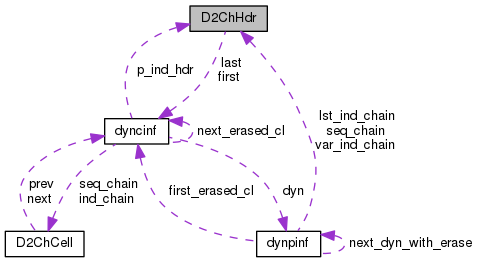 D2ChHdr
p_ind_hdr
last
first
lst_ind_chain
seq_chain
var_ind_chain
dyncinf
next_erased_cl
prev
next
seq_chain
ind_chain
first_erased_cl
dyn
D2ChCell
dynpinf
next_dyn_with_erase